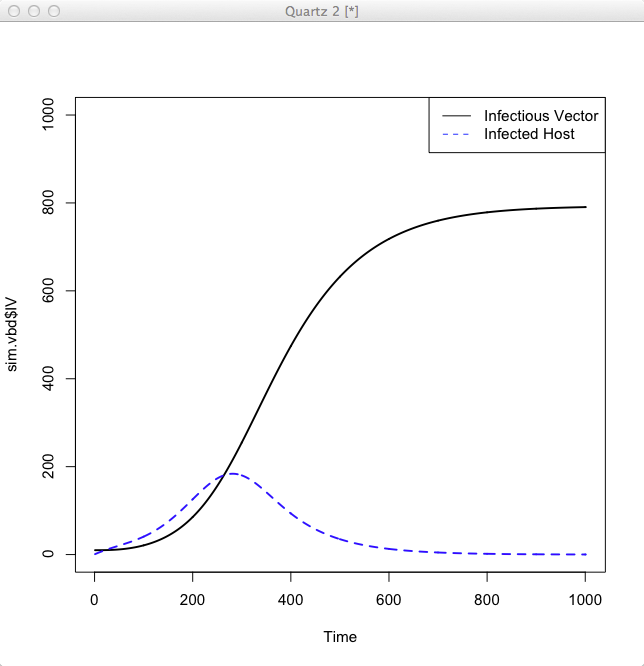 Quartz 2 [*]
Infectious Vector
Infected Host
1000
800
600
400
200
0
sim.vbd$IV
0 200 400 600 800 1000
Time